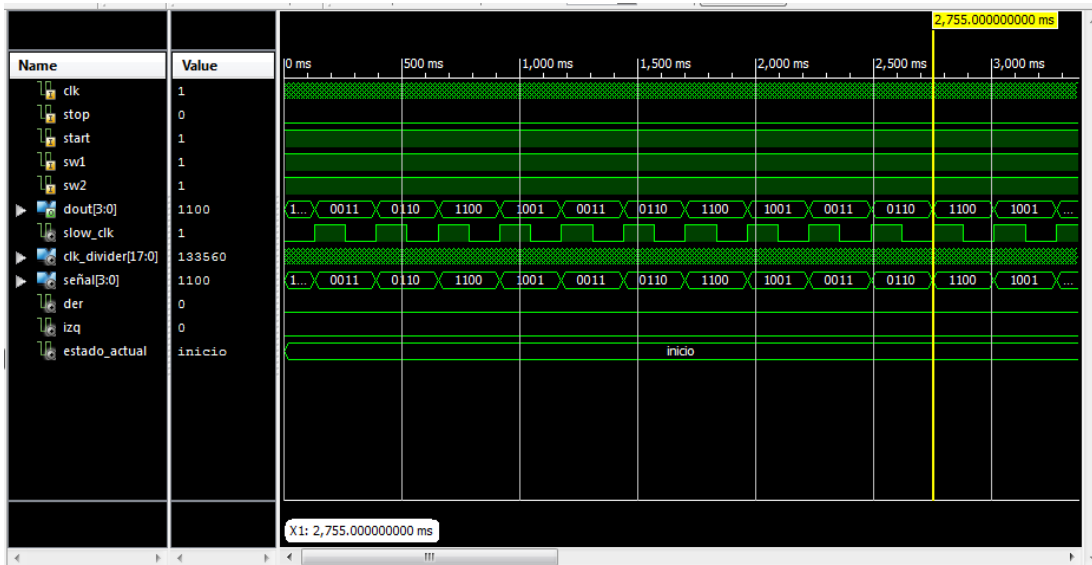 2,755.000000000 ms
Name Value 0 ms 500 ms 1,000 ms 1,500 ms 2,000 ms 2,500 ms 3,000 ms
clk 1
stop 0
start 1
sw1 1
sw2 1
dout[3:0] 1100 1... 0011 0110 1100 1001 0011 0110 1100 1001 0011 0110 1100 1001 ...
slow_clk 1
clk_divider[17:0] 133560
señal[3:0] 1100 1... 0011 0110 1100 1001 0011 0110 1100 1001 0011 0110 1100 1001 ...
der 0
izq 0
estado_actual inicio inicio
X1: 2,755.000000000 ms